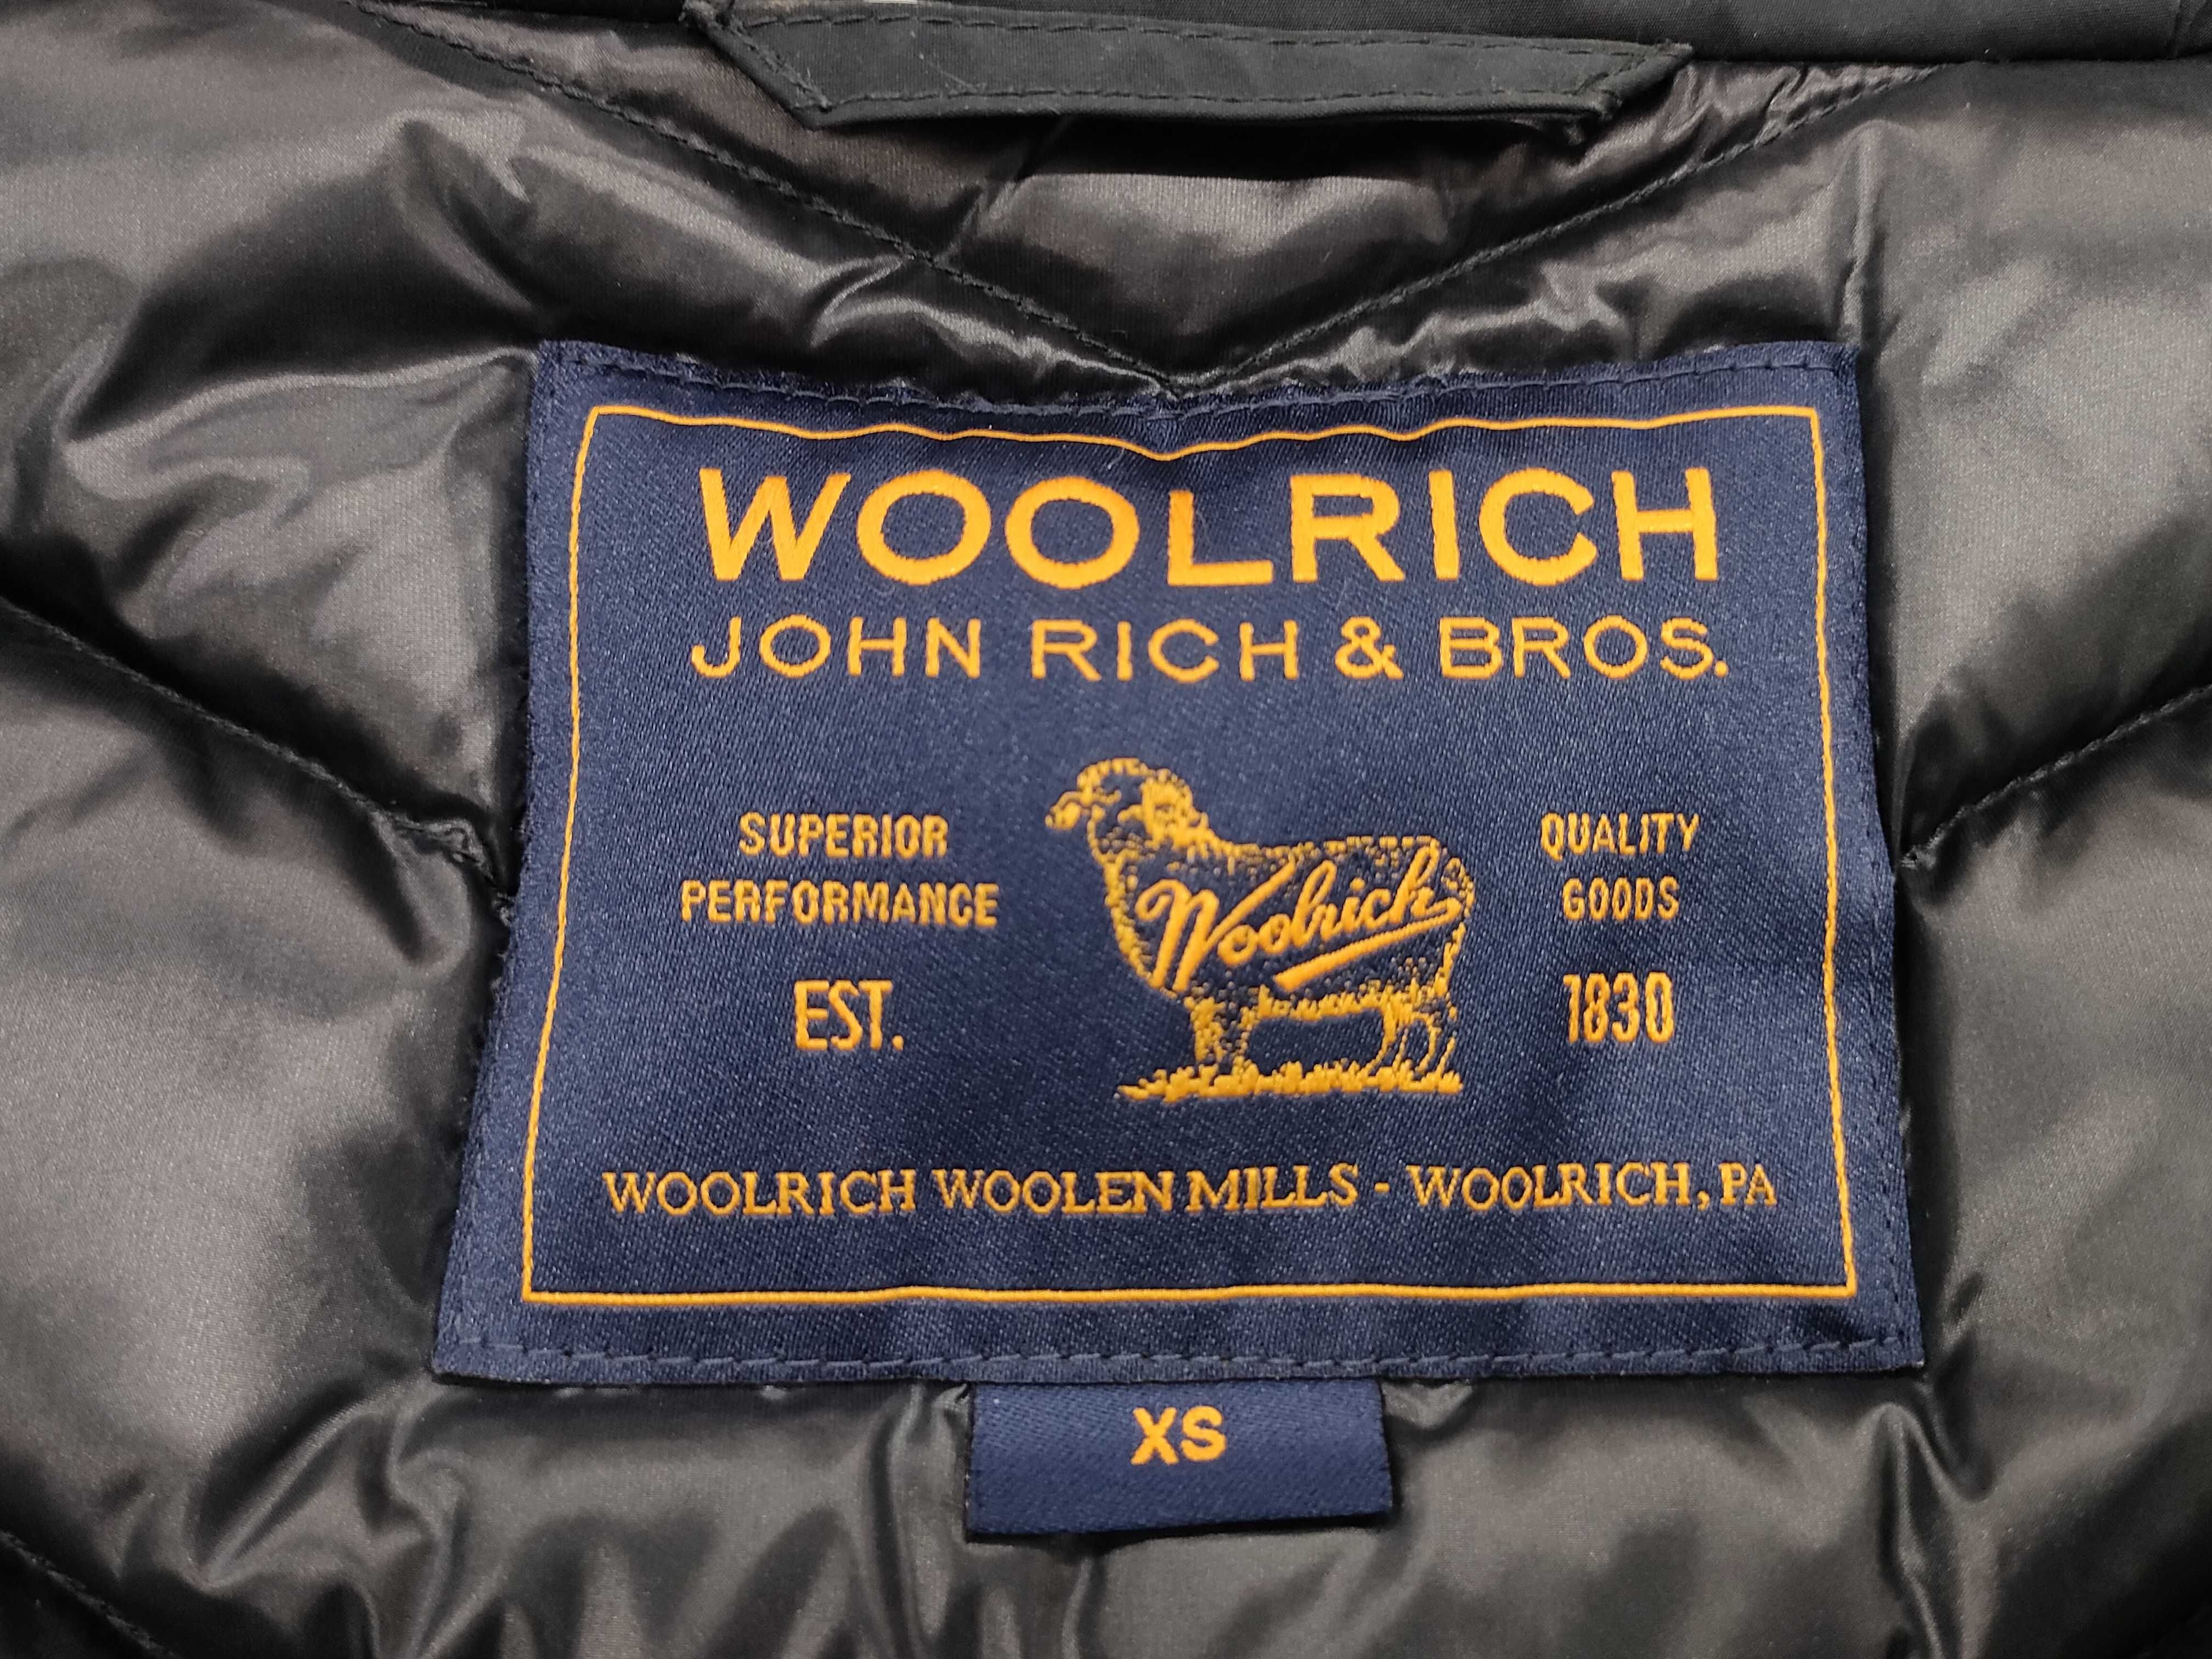 WOOLRICH
JOHN RICH & BROS.
SUPERIOR
PERFORMANCE
EST.
Woolrich
QUALITY
GOODS
1830
WOOLRICH WOOLEN MILLS - WOOLRICH, PA
XS